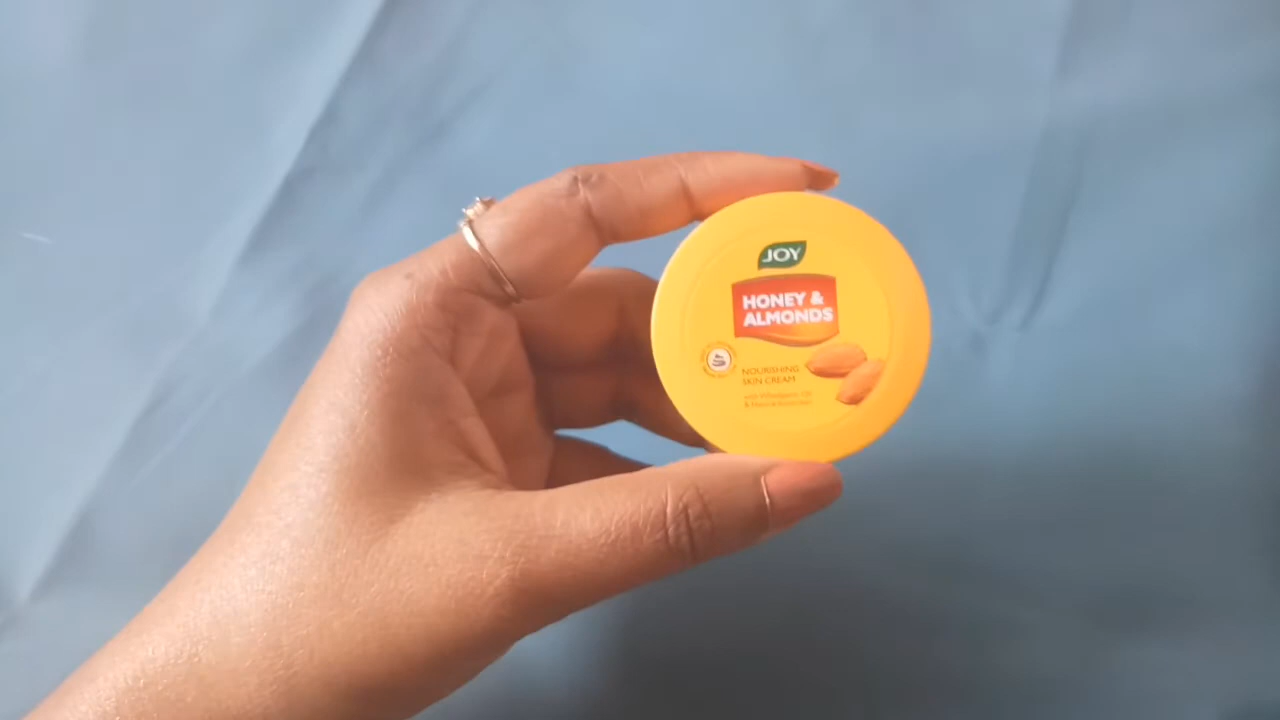 JOY
HONEY &
ALMONDS
NOURISHING
SKIN CREAM